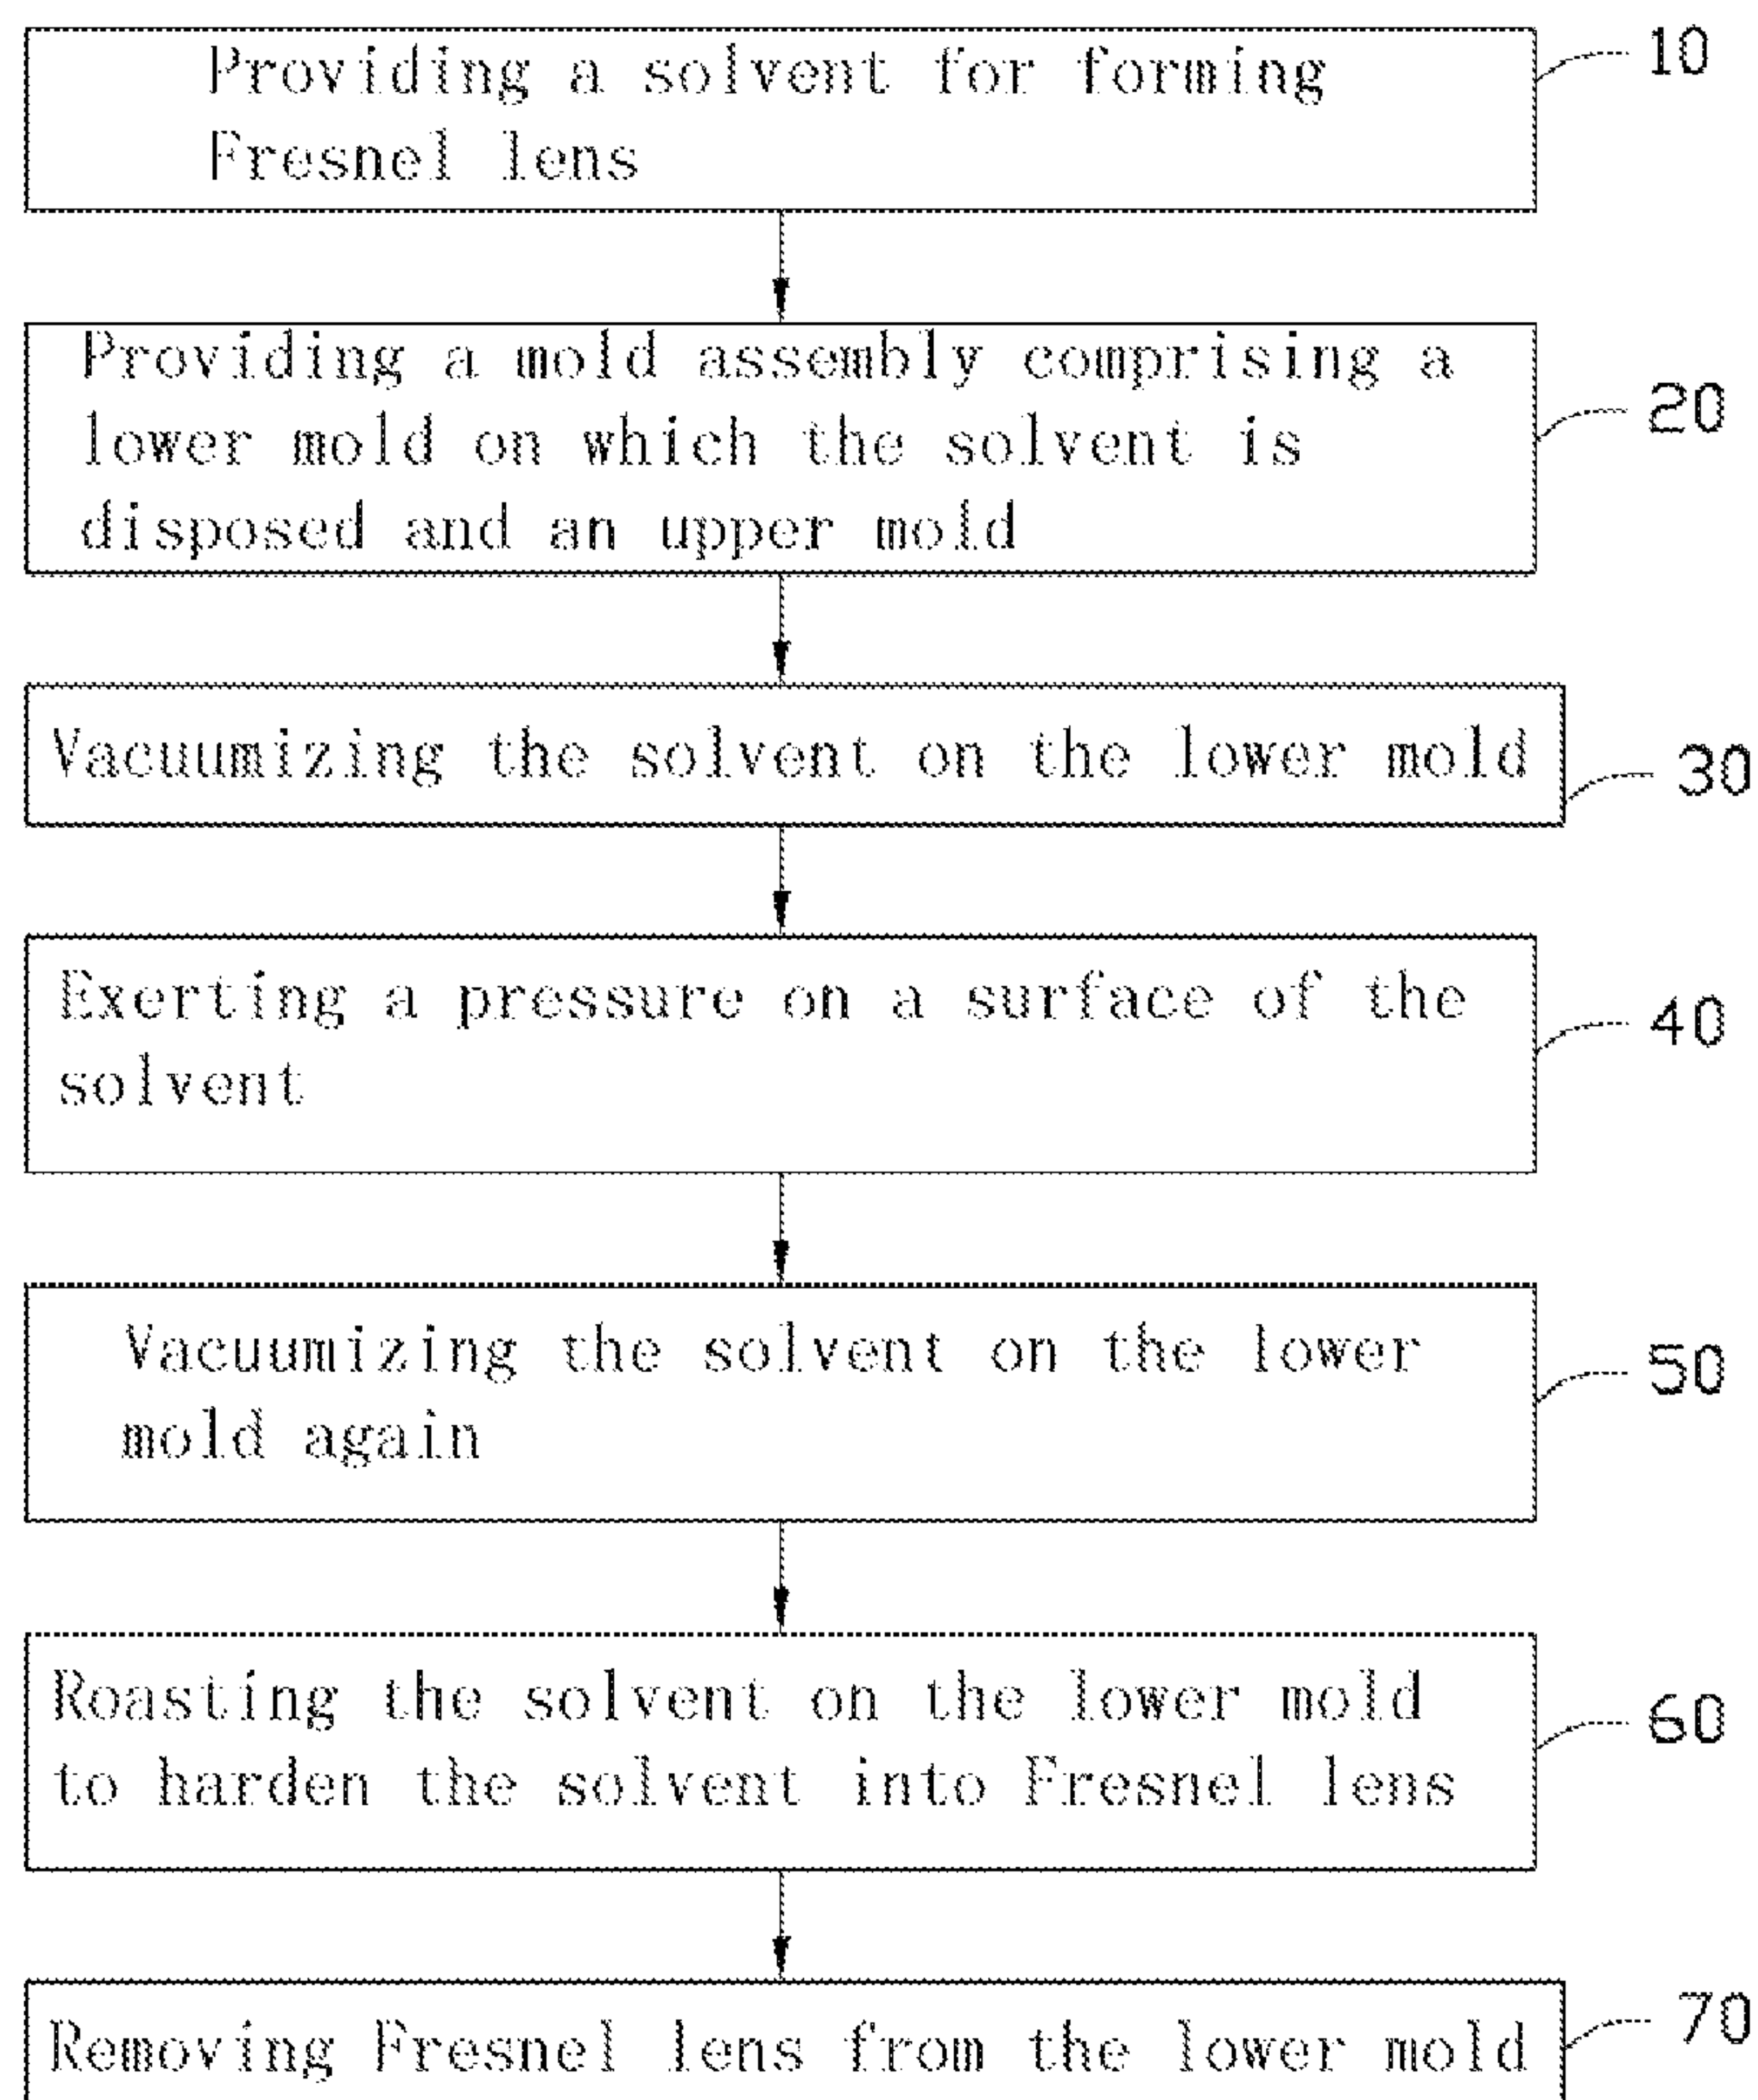 Providing a solvent for forming
Fresnel lens
10
Providing a mold assembly comprising a
lower mold on which the solvent is
disposed and an upper mold
20
Vacuumizing the solvent on the lower mold
30
Exerting a pressure on a surface of the
solvent
40
Vacuumizing the solvent on the lower
mold again
50
Roasting the solvent on the lower mold
to harden the solvent into Fresnel lens
60
Removing Fresnel lens from the lower mold
70